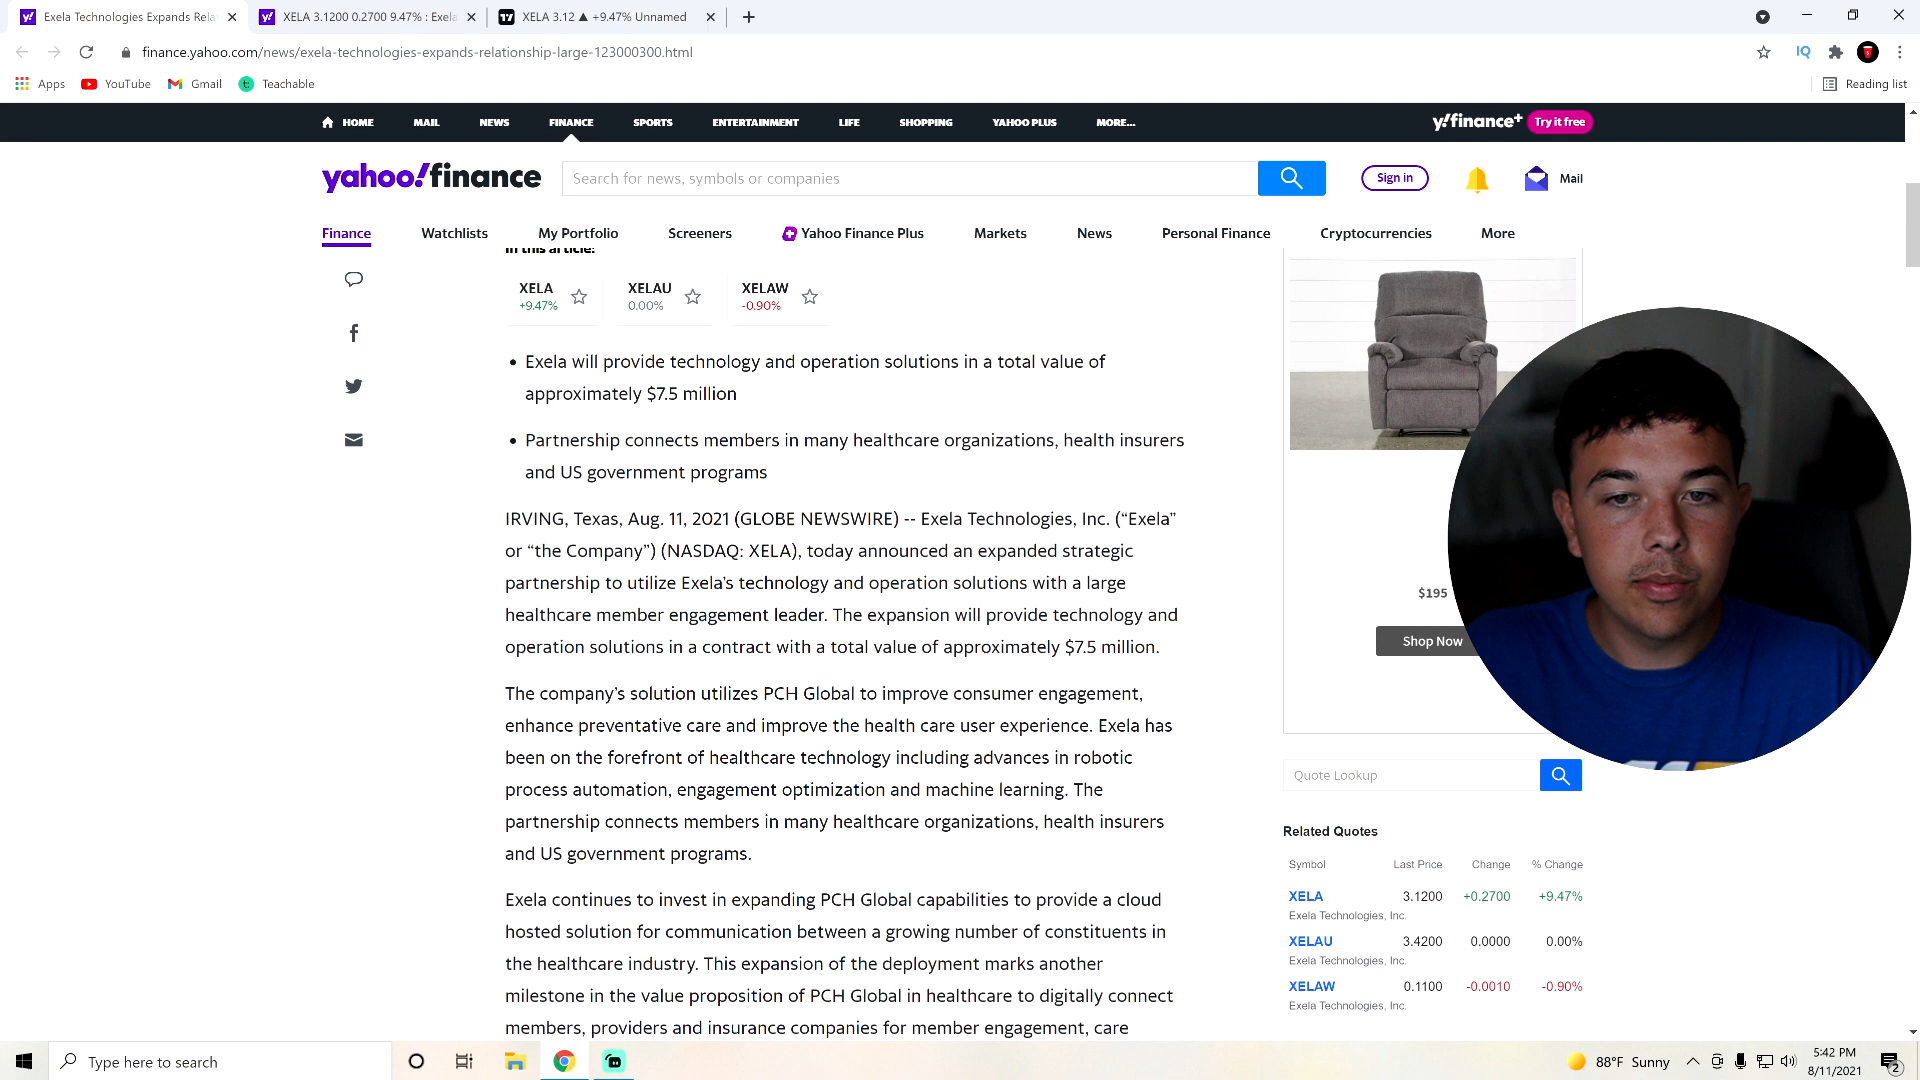 Exela Technologies Expands Rela
XELA 3.1200 0.2700 9.47% : Exela
XELA 3.12 ▲ +9.47% Unnamed
finance.yahoo.com/news/exela-technologies-expands-relationship-large-123000300.html
IQ
Apps
YouTube
Gmail
Teachable
Reading list
HOME
MAIL
NEWS
FINANCE
SPORTS
ENTERTAINMENT
LIFE
SHOPPING
YAHOO PLUS
MORE...
y!finance+
Try it free
yahoo!finance
Search for news, symbols or companies
Sign in
Mail
Finance
Watchlists
My Portfolio
Screeners
Yahoo Finance Plus
Markets
News
Personal Finance
Cryptocurrencies
More
In this article:
XELA
+9.47%
XELAU
0.00%
XELAW
-0.90%
• Exela will provide technology and operation solutions in a total value of
approximately $7.5 million
• Partnership connects members in many healthcare organizations, health insurers
and US government programs
IRVING, Texas, Aug. 11, 2021 (GLOBE NEWSWIRE) -- Exela Technologies, Inc. (“Exela”
or “the Company”) (NASDAQ: XELA), today announced an expanded strategic
partnership to utilize Exela’s technology and operation solutions with a large
healthcare member engagement leader. The expansion will provide technology and
operation solutions in a contract with a total value of approximately $7.5 million.
The company’s solution utilizes PCH Global to improve consumer engagement,
enhance preventative care and improve the health care user experience. Exela has
been on the forefront of healthcare technology including advances in robotic
process automation, engagement optimization and machine learning. The
partnership connects members in many healthcare organizations, health insurers
and US government programs.
Exela continues to invest in expanding PCH Global capabilities to provide a cloud
hosted solution for communication between a growing number of constituents in
the healthcare industry. This expansion of the deployment marks another
milestone in the value proposition of PCH Global in healthcare to digitally connect
members, providers and insurance companies for member engagement, care
$195
Shop Now
Quote Lookup
Related Quotes
Symbol Last Price Change % Change
XELA 3.1200 +0.2700 +9.47%
Exela Technologies, Inc.
XELAU 3.4200 0.0000 0.00%
Exela Technologies, Inc.
XELAW 0.1100 -0.0010 -0.90%
Exela Technologies, Inc.
Type here to search
88°F Sunny
5:42 PM
8/11/2021
2